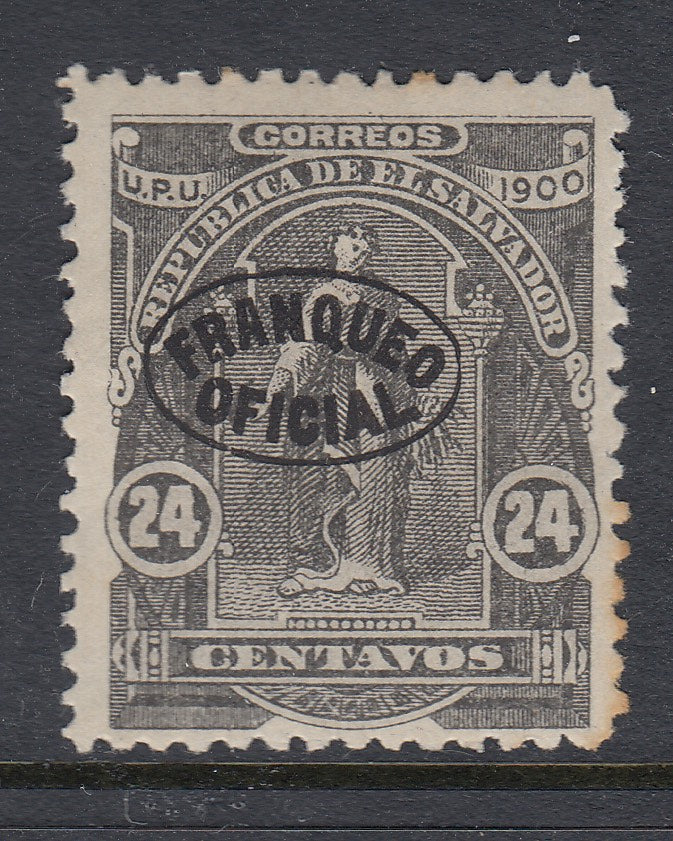 CORREOS
U.P.U. 1900
REPUBLICA DE EL SALVADOR
FRANQUEO
OFICIAL
24 24
CENTAVOS